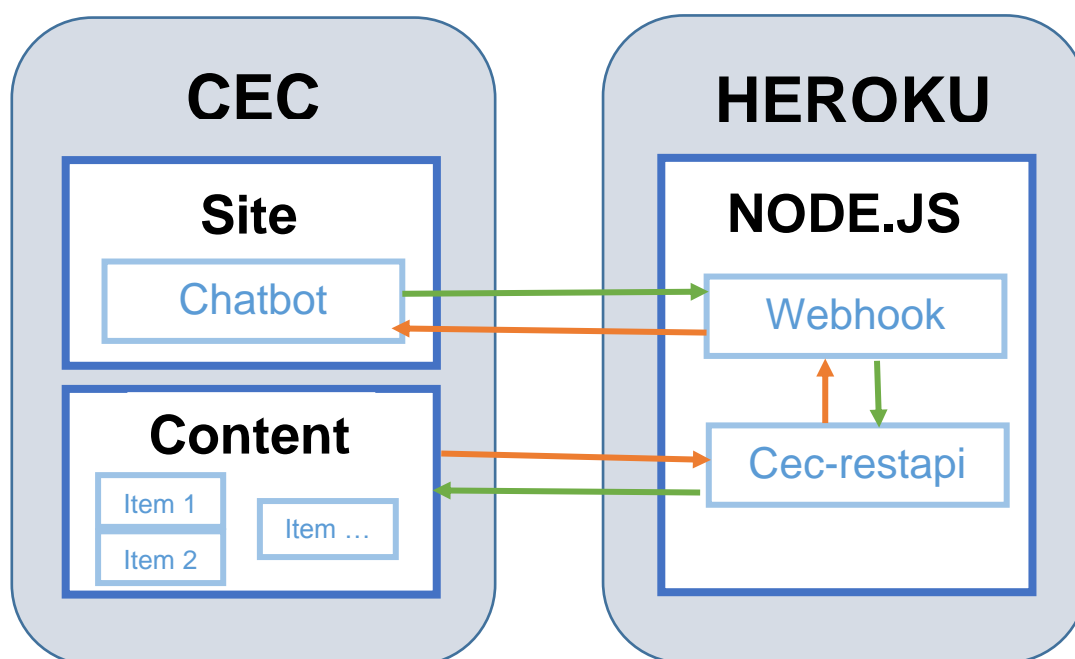 CEC
Site
Chatbot
Content
Item 1
Item 2
Item …
HEROKU
NODE.JS
Webhook
Cec-restapi